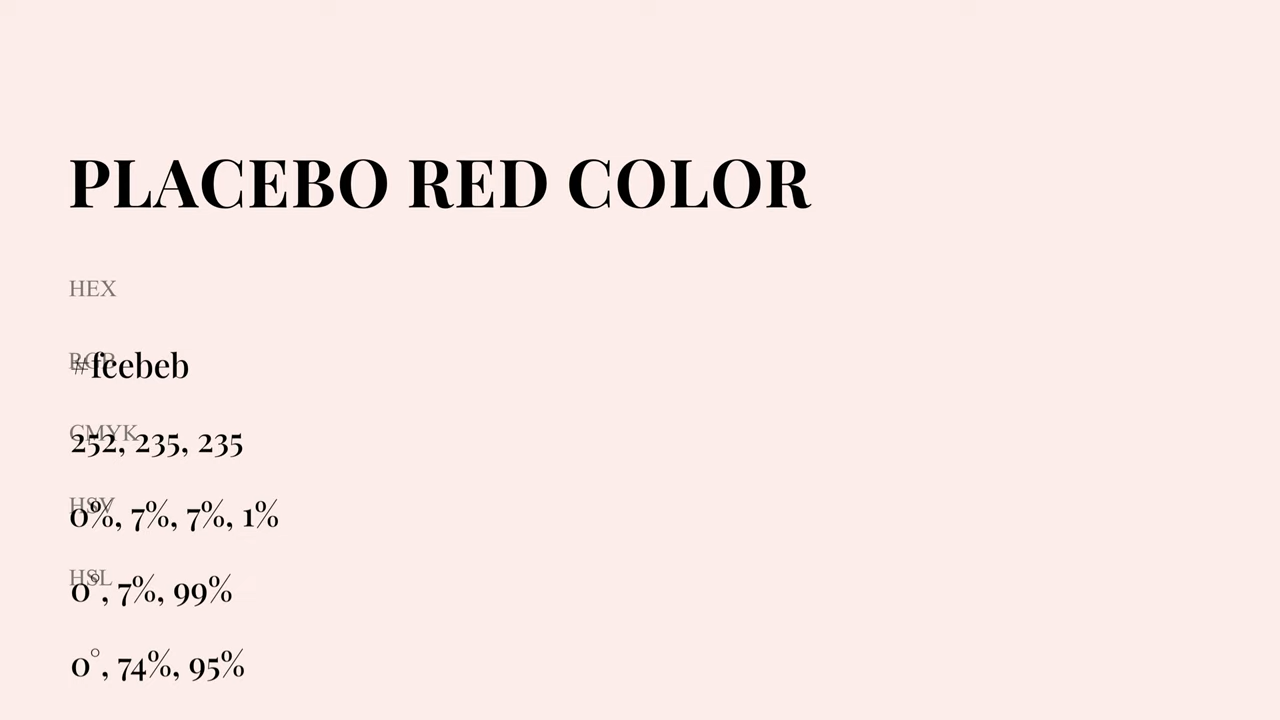 PLACEBO RED COLOR
HEX
RGB
#fcebeb
CMYK
252, 235, 235
HSV
0%, 7%, 7%, 1%
HSL
0°, 7%, 99%
0°, 74%, 95%